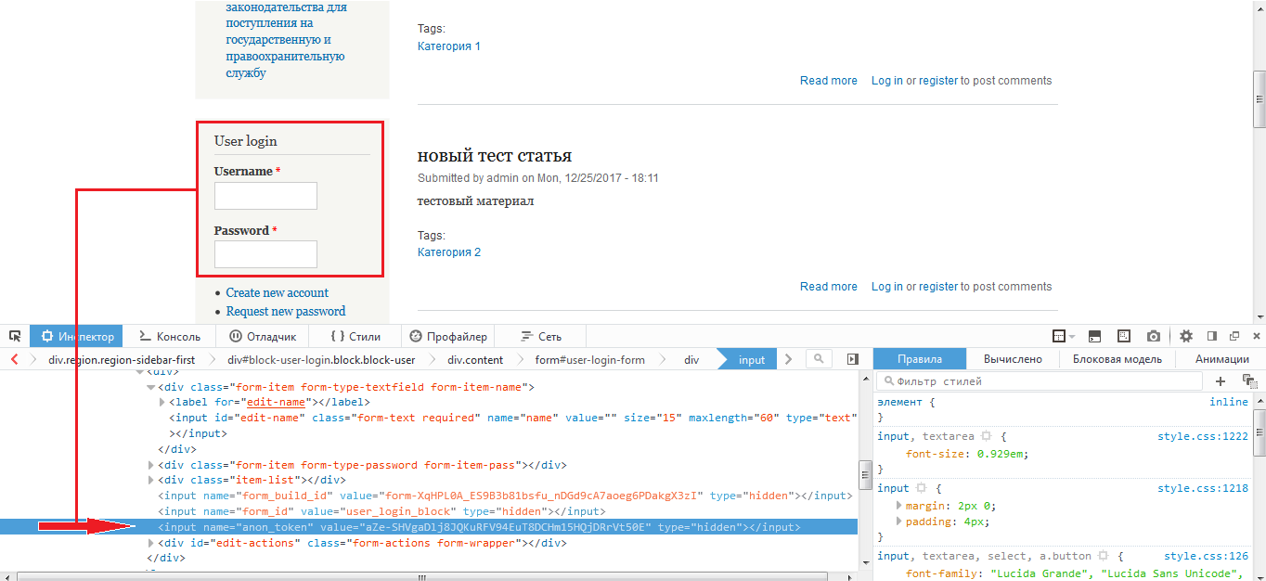 законодательства для
поступления на
государственную и
правоохранительную
службу
Tags:
Категория 1
Read more Log in or register to post comments
User login
Username *
Password *
Create new account
Request new password
новый тест статья
Submitted by admin on Mon, 12/25/2017 - 18:11
тестовый материал
Tags:
Категория 2
Read more Log in or register to post comments
Инспектор Консоль Отладчик { } Стили Профайлер Сеть
div.region.region-sidebar-first div#block-user-login.block.block-user div.content form#user-login-form div input
<div>
<div class="form-item form-type-textfield form-item-name">
<label for="edit-name"></label>
<input id="edit-name" class="form-text required" name="name" value="" size="15" maxlength="60" type="text"
></input>
</div>
<div class="form-item form-type-password form-item-pass"></div>
<div class="item-list"></div>
<input name="form_build_id" value="form-XqHPL0A_ES9B3b81bsfu_nDGd9cA7aoeg6PDakgX3zI" type="hidden"></input>
<input name="form_id" value="user_login_block" type="hidden"></input>
<input name="anon_token" value="aZe-SHVgaDlj8JQKuRFV94EuT8DCHm15HQjDRrVt50E" type="hidden"></input>
<div id="edit-actions" class="form-actions form-wrapper"></div>
</div>
Правила Вычислено Блоковая модель Анимации
Фильтр стилей
элемент { inline
}
input, textarea { style.css:1222
font-size: 0.929em;
}
input { style.css:1218
margin: 2px 0;
padding: 4px;
}
input, textarea, select, a.button { style.css:126
font-family: "Lucida Grande", "Lucida Sans Unicode",